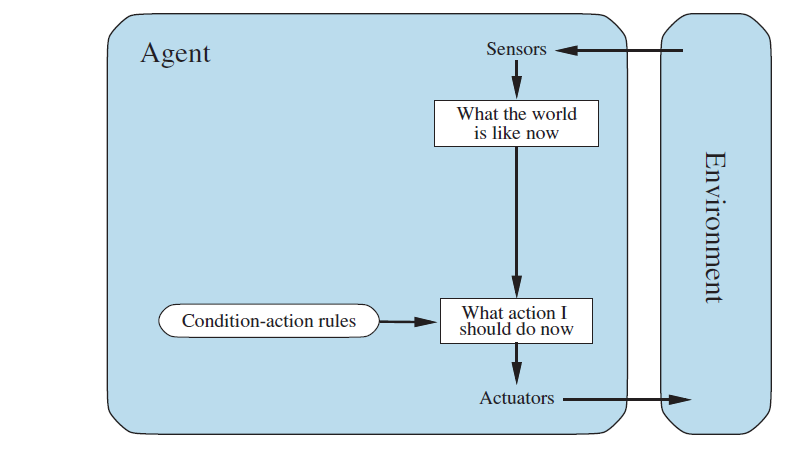 Agent
Sensors
What the world
is like now
Environment
Condition-action rules
What action I
should do now
Actuators